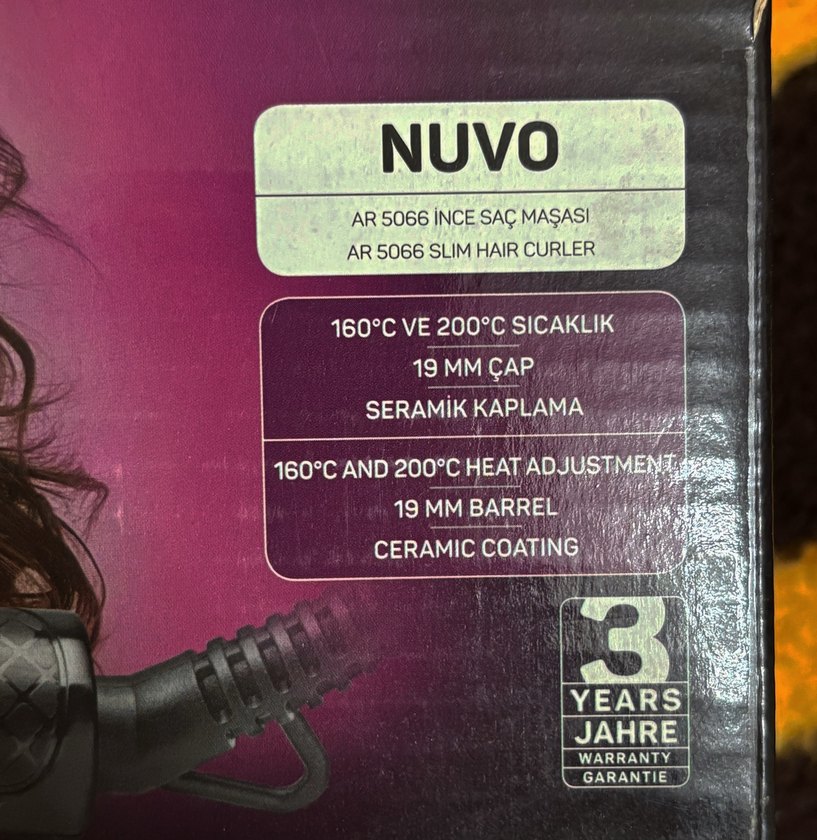 NUVO
AR 5066 İNCE SAÇ MAŞASI
AR 5066 SLIM HAIR CURLER
160°C VE 200°C SICAKLIK
19 MM ÇAP
SERAMİK KAPLAMA
160°C AND 200°C HEAT ADJUSTMENT
19 MM BARREL
CERAMIC COATING
3
YEARS
JAHRE
WARRANTY
GARANTIE